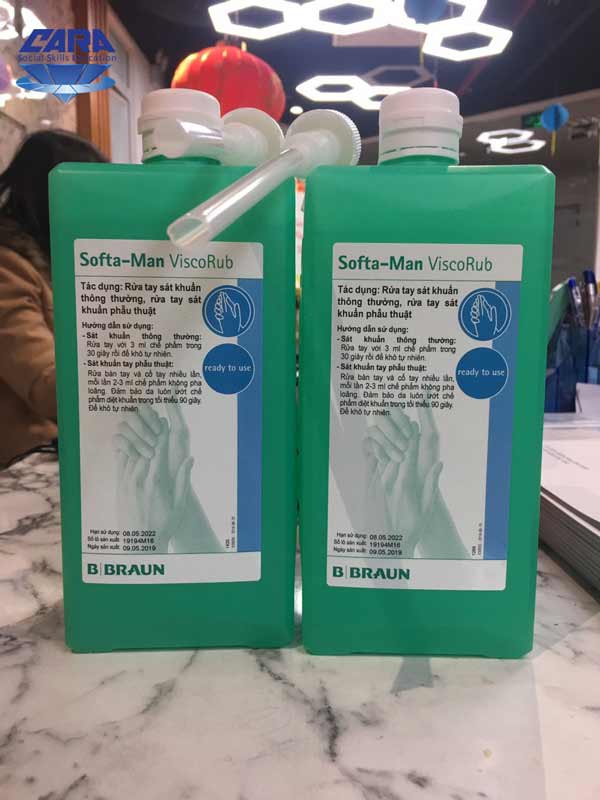 CARA
Social Skills Education
Softa-Man ViscoRub
Tác dụng: Rửa tay sát khuẩn
thông thường, rửa tay sát
khuẩn phẫu thuật
Hướng dẫn sử dụng:
- Sát khuẩn thông thường:
Rửa tay với 3 ml chế phẩm trong
30 giây rồi để khô tự nhiên.
- Sát khuẩn tay phẫu thuật:
Rửa bàn tay và cổ tay nhiều lần,
mỗi lần 2-3 ml chế phẩm không pha
loãng. Đảm bảo da luôn ướt chế
phẩm diệt khuẩn trong tối thiểu 90 giây.
Để khô tự nhiên.
ready to use
Hạn sử dụng: 08.05.2022
Số lô sản xuất: 19194M16
Ngày sản xuất: 09.05.2019
B BRAUN
Softa-Man ViscoRub
Tác dụng: Rửa tay sát khuẩn
thông thường, rửa tay sát
khuẩn phẫu thuật
Hướng dẫn sử dụng:
- Sát khuẩn thông thường:
Rửa tay với 3 ml chế phẩm trong
30 giây rồi để khô tự nhiên.
- Sát khuẩn tay phẫu thuật:
Rửa bàn tay và cổ tay nhiều lần,
mỗi lần 2-3 ml chế phẩm không pha
loãng. Đảm bảo da luôn ướt chế
phẩm diệt khuẩn trong tối thiểu 90 giây.
Để khô tự nhiên.
ready to use
Hạn sử dụng: 08.05.2022
Số lô sản xuất: 19194M16
Ngày sản xuất: 09.05.2019
B BRAUN